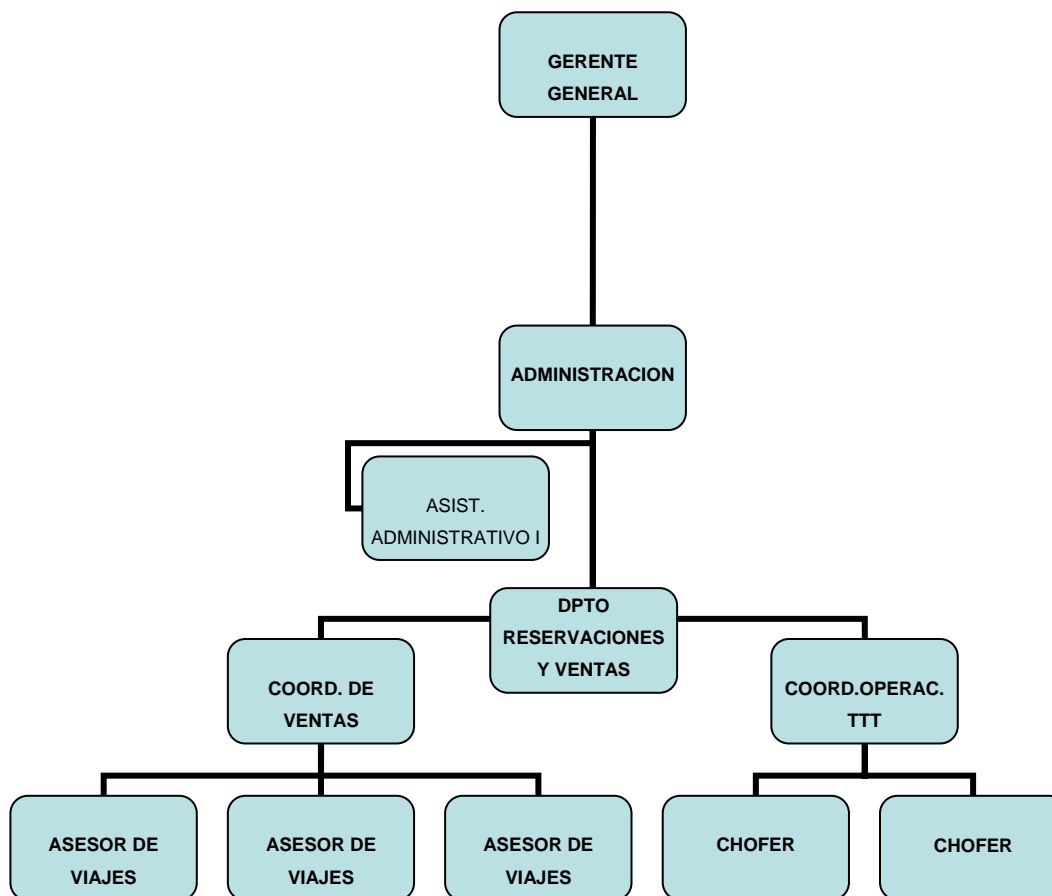 GERENTE
GENERAL
ADMINISTRACION
ASIST.
ADMINISTRATIVO I
DPTO
RESERVACIONES
Y VENTAS
COORD. DE
VENTAS
COORD.OPERAC.
TTT
ASESOR DE
VIAJES
ASESOR DE
VIAJES
ASESOR DE
VIAJES
CHOFER
CHOFER